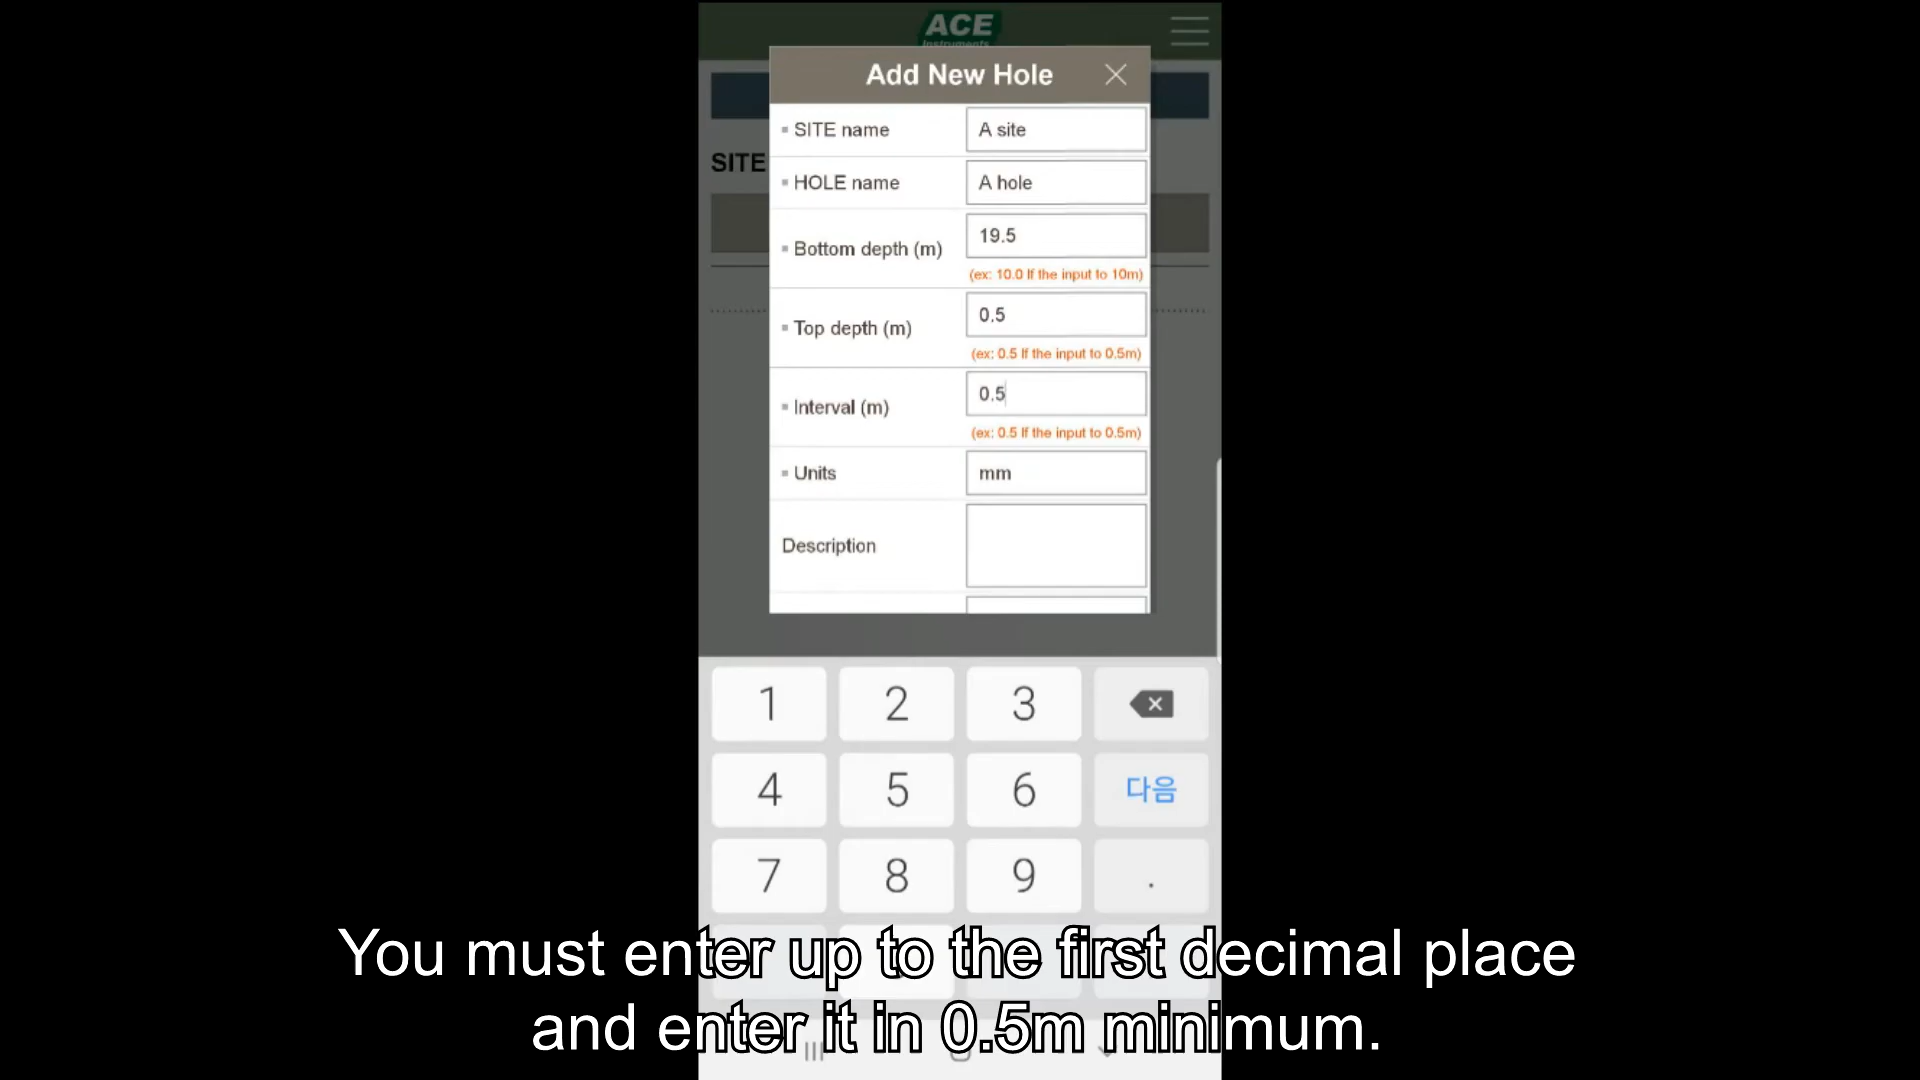 ACE
Instruments
Add New Hole
SITE
SITE name
A site
HOLE name
A hole
Bottom depth (m)
19.5
(ex: 10.0 If the input to 10m)
Top depth (m)
0.5
(ex: 0.5 If the input to 0.5m)
Interval (m)
0.5
(ex: 0.5 If the input to 0.5m)
Units
mm
Description
1 2 3
4 5 6 다음
7 8 9 .
You must enter up to the first decimal place
and enter it in 0.5m minimum.